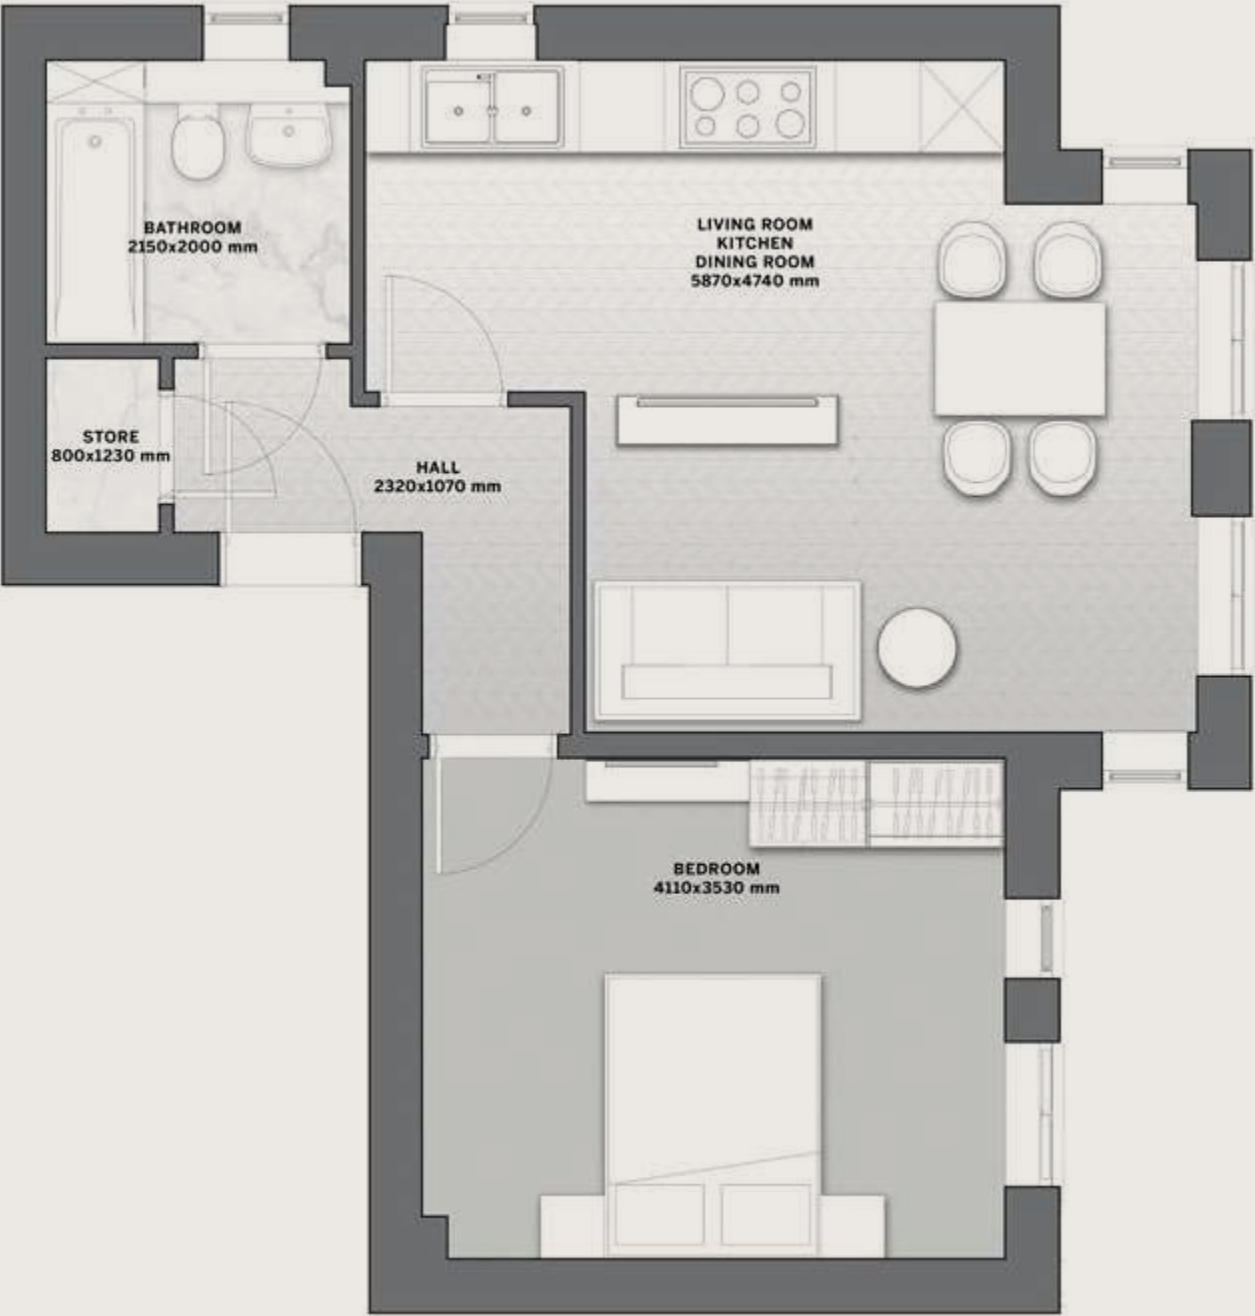 BATHROOM
2150x2000 mm
LIVING ROOM
KITCHEN
DINING ROOM
5870x4740 mm
STORE
800x1230 mm
HALL
2320x1070 mm
BEDROOM
4110x3530 mm